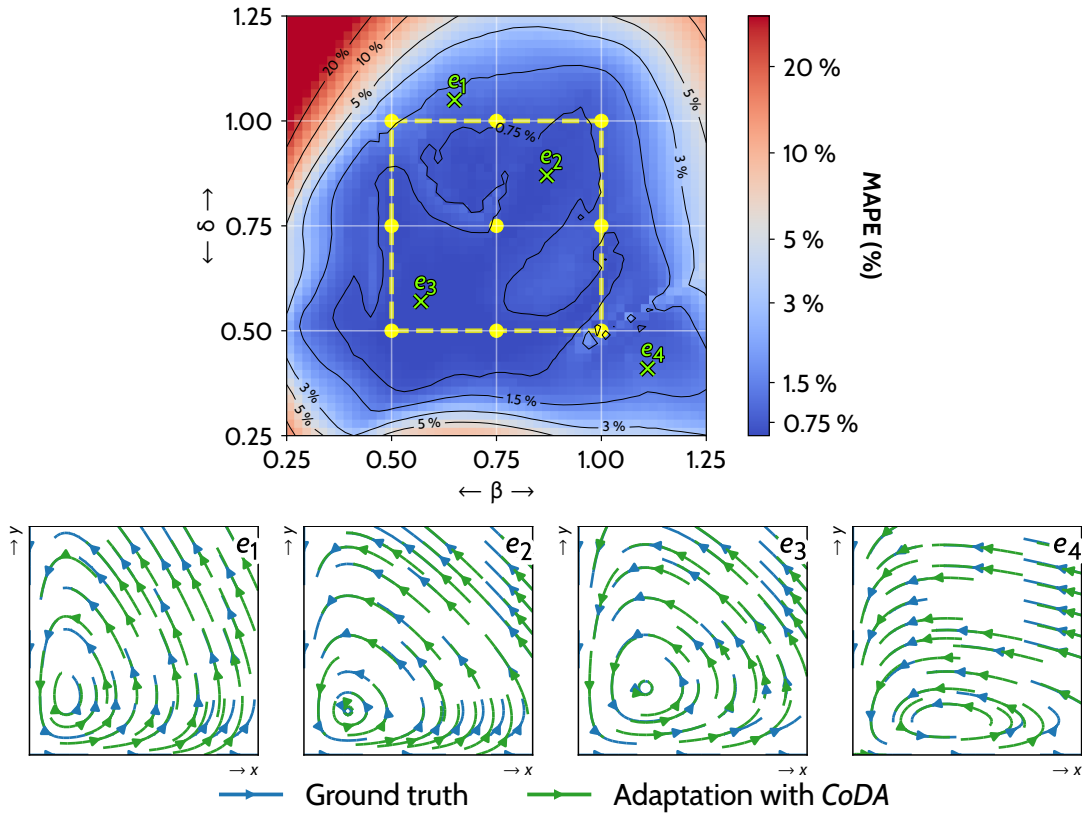 1.25
1.00
0.75
0.50
0.25
← δ →
0.25 0.50 0.75 1.00 1.25
← β →
20 %
10 %
5 %
5 %
3 %
0.75 %
1.5 %
3 %
5 %
5 %
3 %
e1
e2
e3
e4
20 %
10 %
5 %
3 %
1.5 %
0.75 %
MAPE (%)
→ y e1 → x
→ y e2 → x
→ y e3 → x
→ y e4 → x
Ground truth Adaptation with CoDA